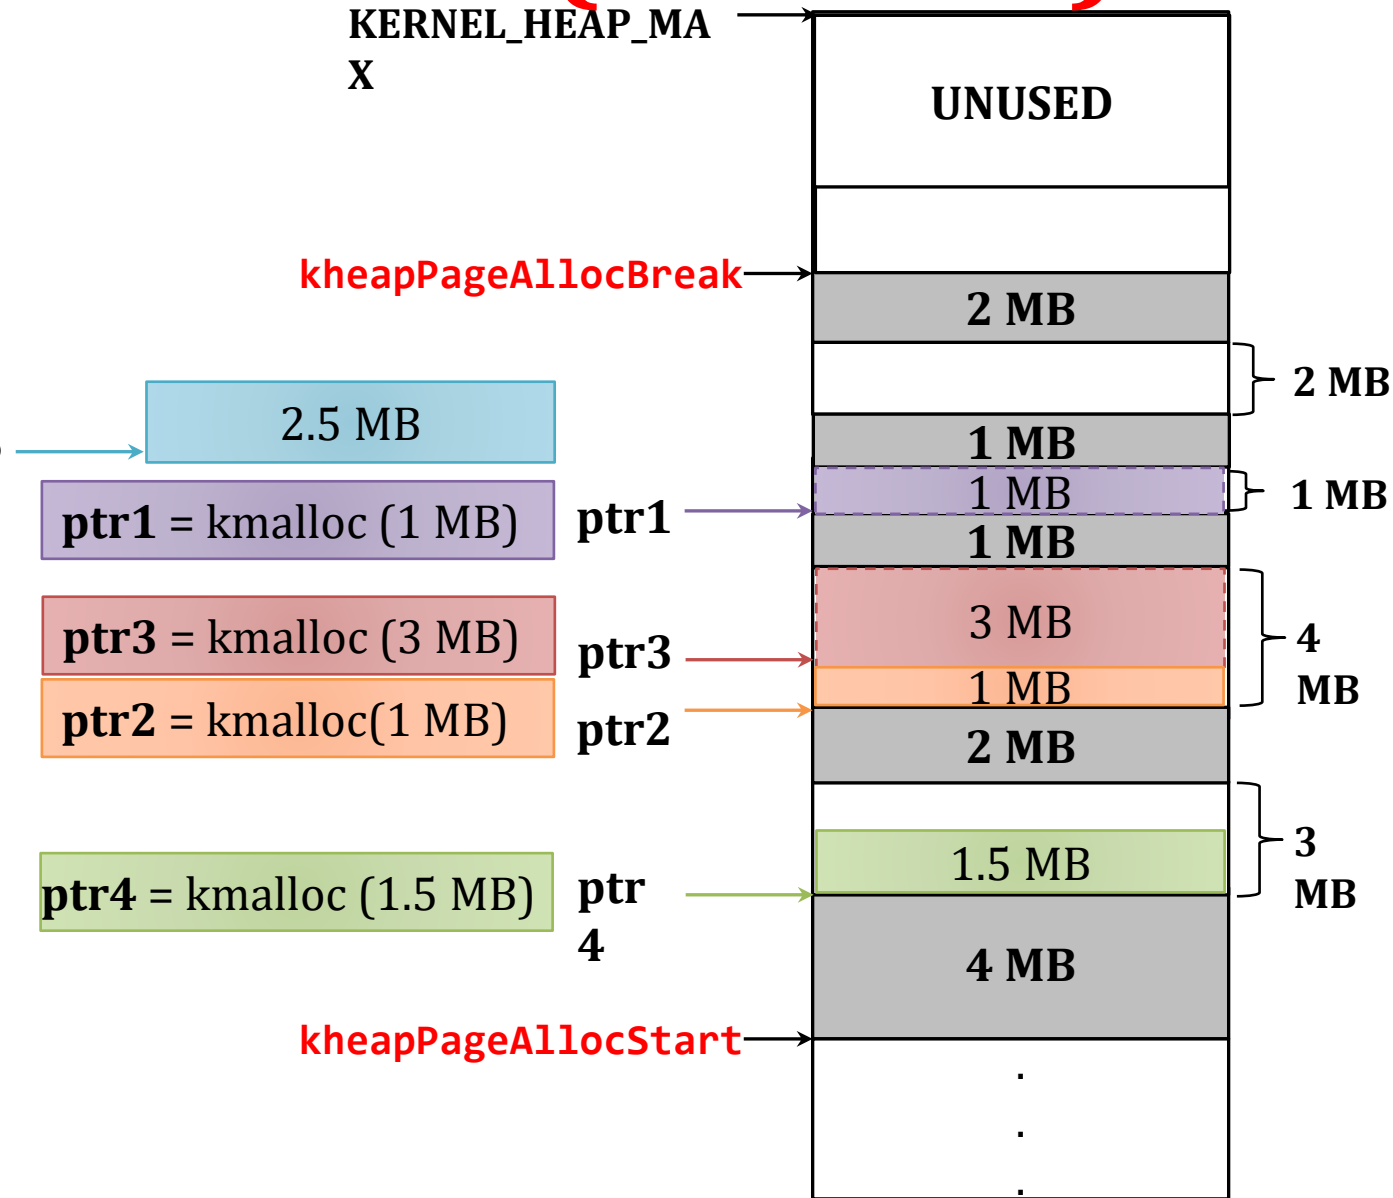 KERNEL_HEAP_MA
X
UNUSED
kheapPageAllocBreak
2 MB
2 MB
2.5 MB
1 MB
ptr1 = kmalloc (1 MB)
ptr1
1 MB
1 MB
1 MB
ptr3 = kmalloc (3 MB)
ptr3
3 MB
4
MB
ptr2 = kmalloc(1 MB)
ptr2
1 MB
2 MB
ptr4 = kmalloc (1.5 MB)
ptr
4
1.5 MB
3
MB
4 MB
kheapPageAllocStart
.
.
.